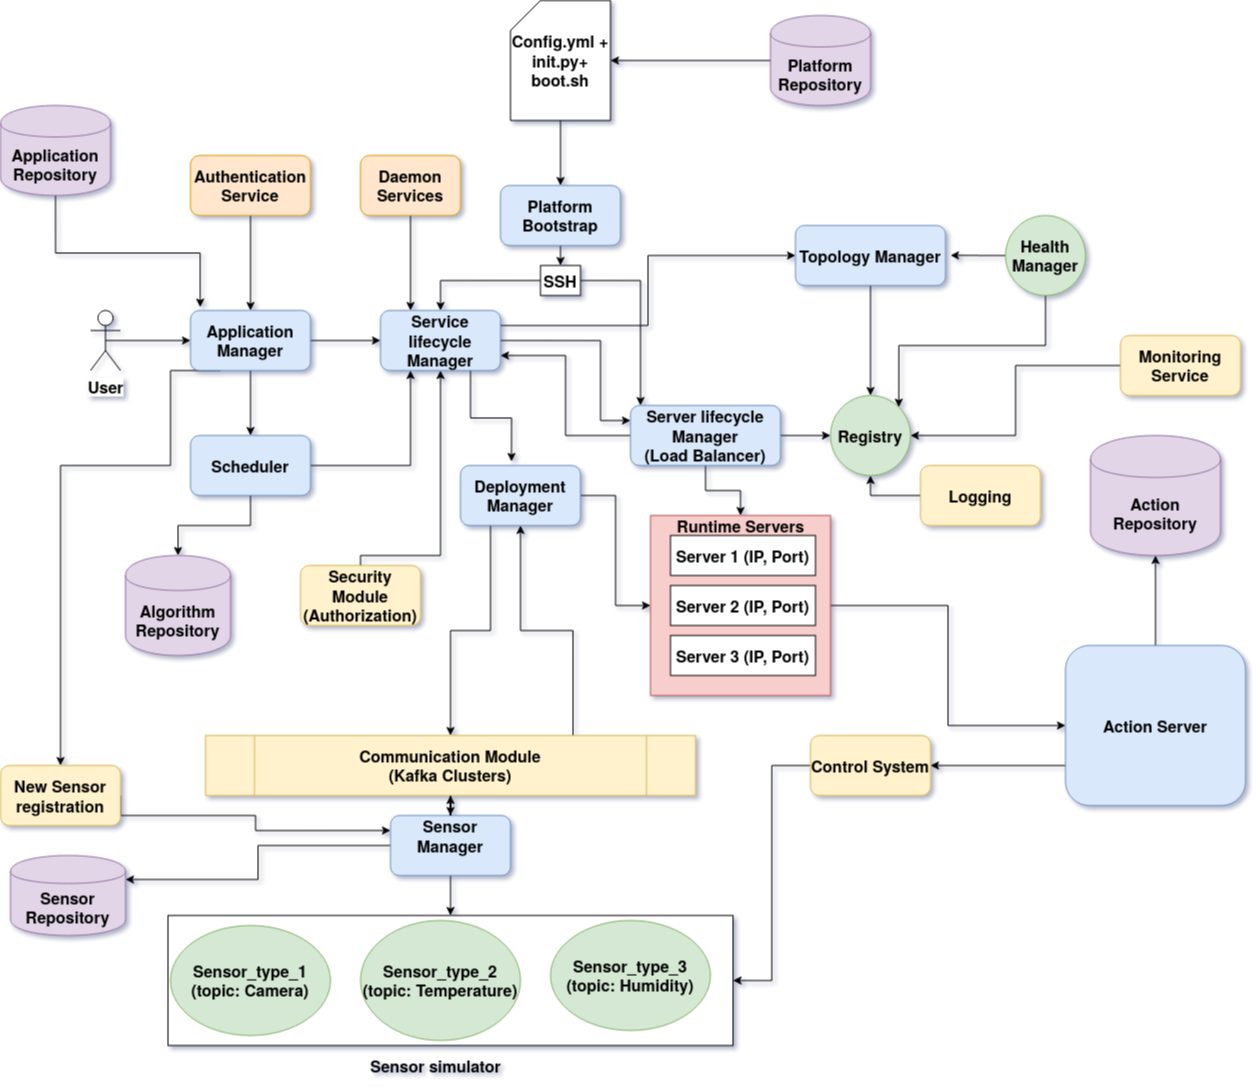 Config.yml +
init.py+
boot.sh
Platform
Repository
Application
Repository
Authentication
Service
Daemon
Services
Platform
Bootstrap
SSH
Topology Manager
Health
Manager
User
Application
Manager
Service
lifecycle
Manager
Monitoring
Service
Server lifecycle
Manager
(Load Balancer)
Registry
Scheduler
Deployment
Manager
Logging
Action
Repository
Runtime Servers
Server 1 (IP, Port)
Server 2 (IP, Port)
Server 3 (IP, Port)
Algorithm
Repository
Security
Module
(Authorization)
Action Server
Communication Module
(Kafka Clusters)
Control System
New Sensor
registration
Sensor
Manager
Sensor
Repository
Sensor_type_1
(topic: Camera)
Sensor_type_2
(topic: Temperature)
Sensor_type_3
(topic: Humidity)
Sensor simulator